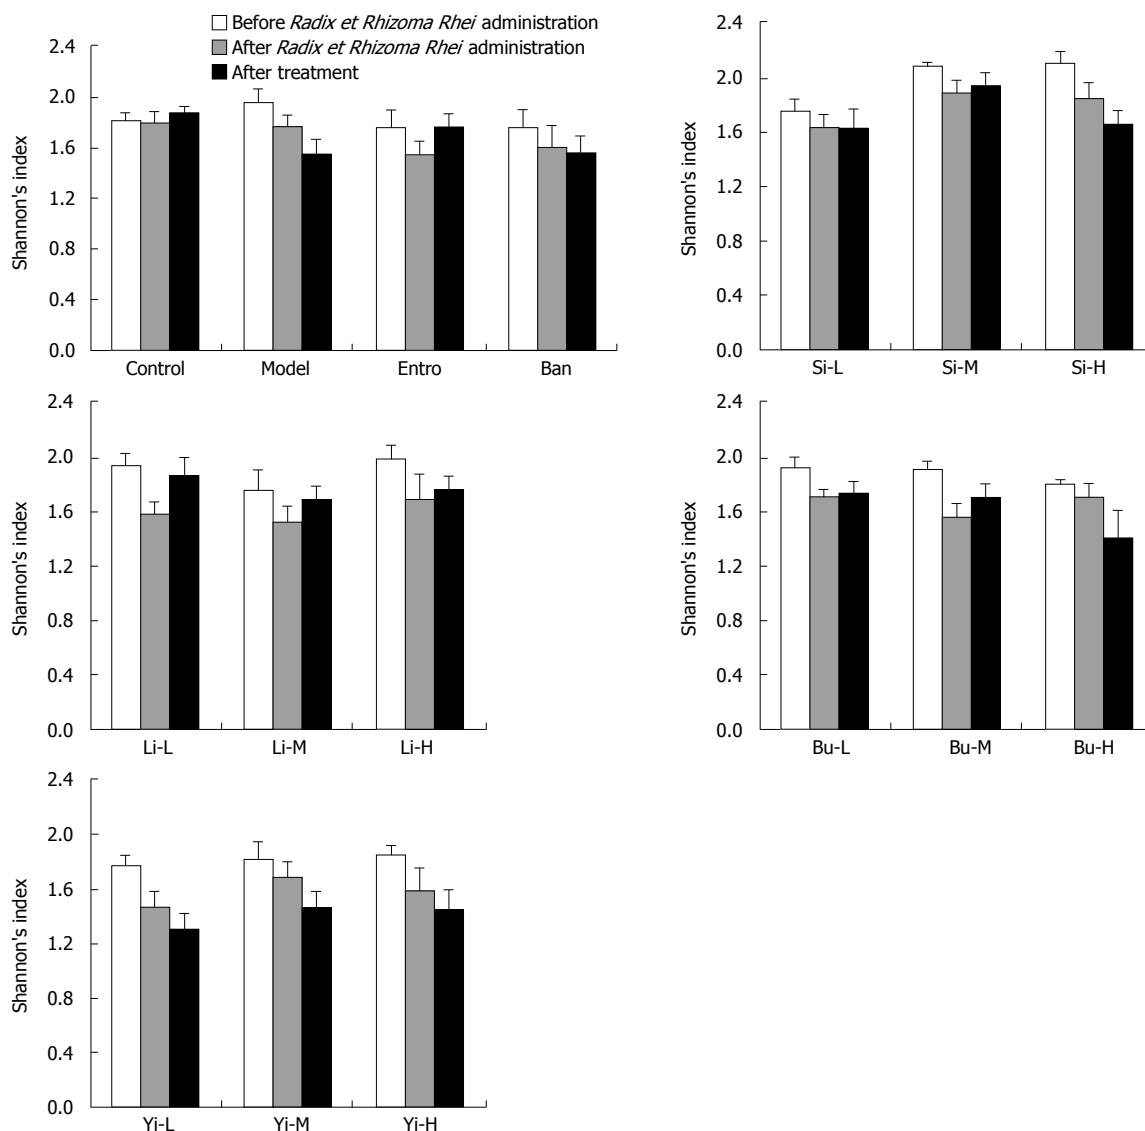 Before Radix et Rhizoma Rhei administration
After Radix et Rhizoma Rhei administration
After treatment
Shannon's index
2.4
2.0
1.6
1.2
0.8
0.4
0.0
Control Model Entro Ban
Shannon's index
2.4
2.0
1.6
1.2
0.8
0.4
0.0
Si-L Si-M Si-H
Shannon's index
2.4
2.0
1.6
1.2
0.8
0.4
0.0
Li-L Li-M Li-H
Shannon's index
2.4
2.0
1.6
1.2
0.8
0.4
0.0
Bu-L Bu-M Bu-H
Shannon's index
2.4
2.0
1.6
1.2
0.8
0.4
0.0
Yi-L Yi-M Yi-H